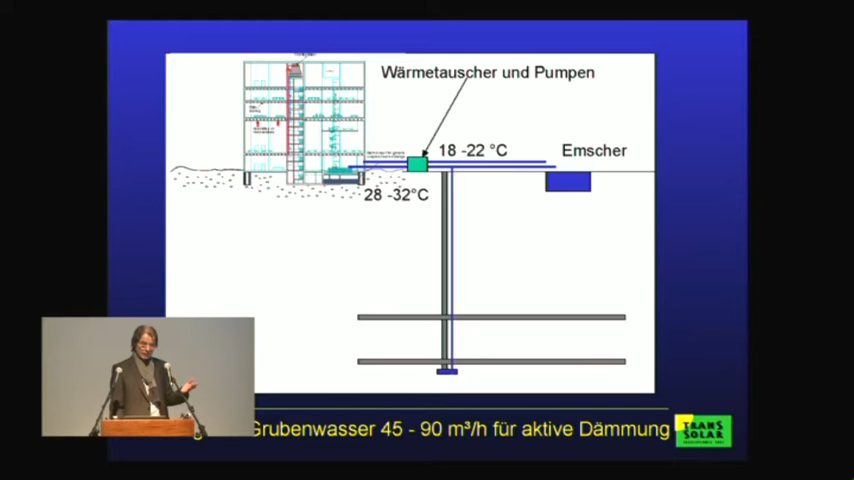 Wärmetauscher und Pumpen
18 -22 °C
Emscher
28 -32°C
Grubenwasser 45 - 90 m³/h für aktive Dämmung
TRANS
SOLAR